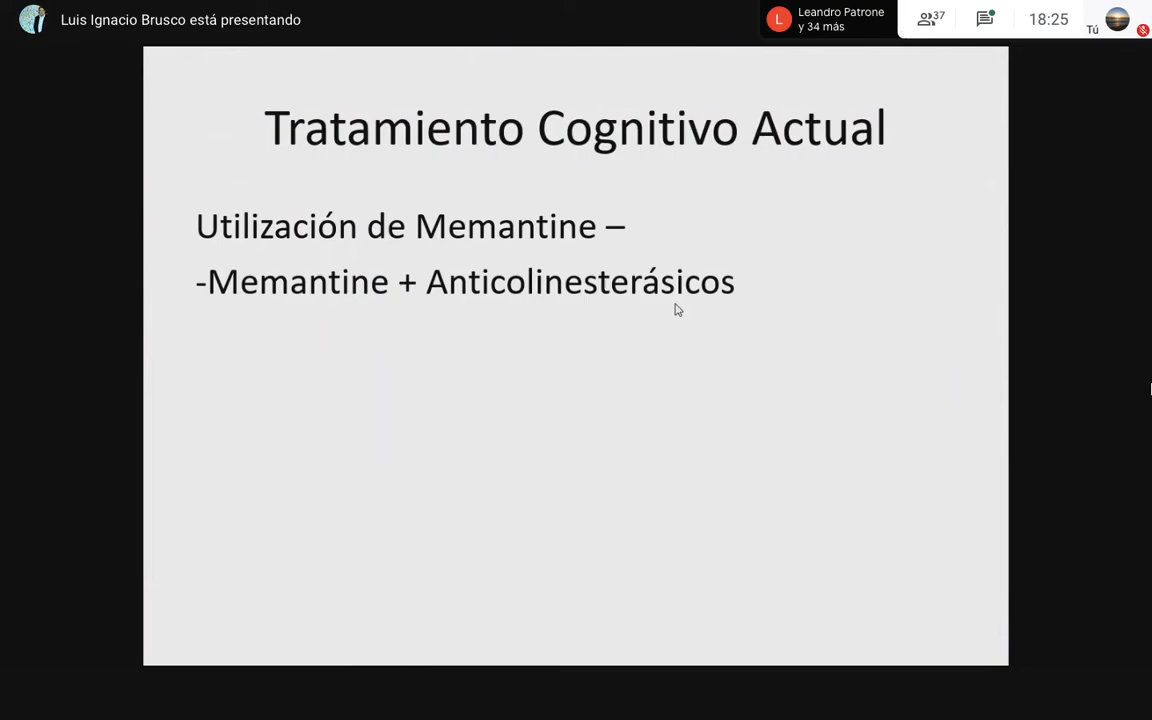 Luis Ignacio Brusco está presentando
L
Leandro Patrone
y 34 más
37
18:25
Tú
Tratamiento Cognitivo Actual
Utilización de Memantine –
-Memantine + Anticolinesterásicos